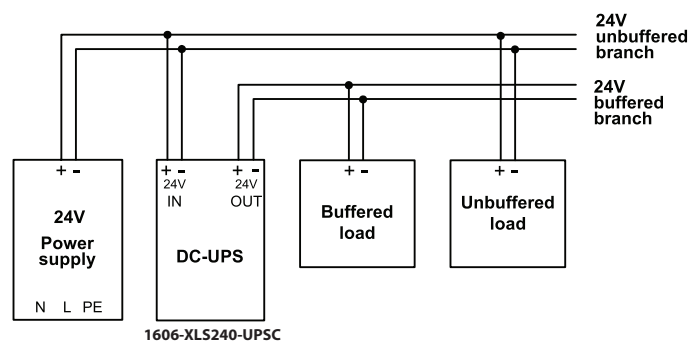 24V
unbuffered
branch
24V
buffered
branch
+ -
24V
Power
supply
N L PE
+ - + -
24V 24V
IN OUT
DC-UPS
1606-XLS240-UPSC
+ -
Buffered
load
+ -
Unbuffered
load